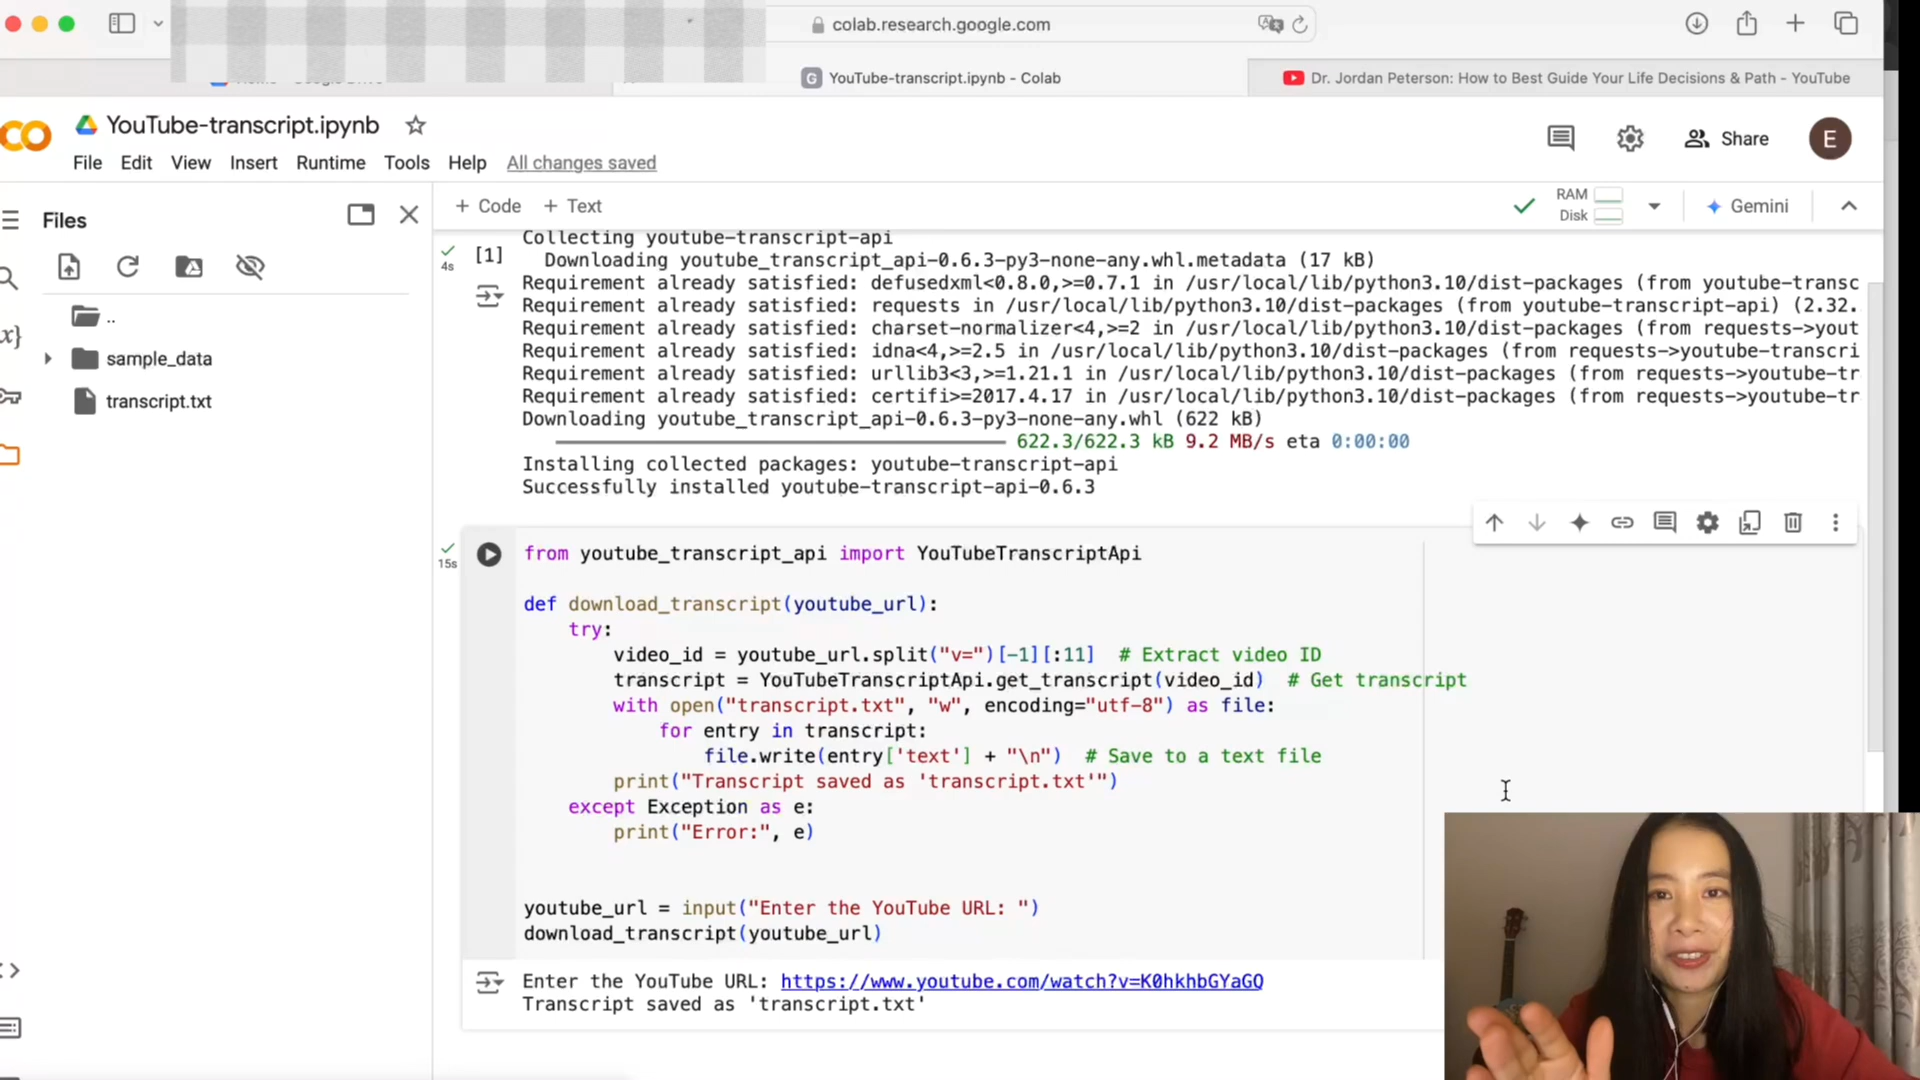 colab.research.google.com
YouTube-transcript.ipynb - Colab
Dr. Jordan Peterson: How to Best Guide Your Life Decisions & Path - YouTube
YouTube-transcript.ipynb
File Edit View Insert Runtime Tools Help All changes saved
Share
E
Files
+ Code + Text
RAM
Disk
Gemini
..
sample_data
transcript.txt
4s
[1]
Collecting youtube-transcript-api
Downloading youtube_transcript_api-0.6.3-py3-none-any.whl.metadata (17 kB)
Requirement already satisfied: defusedxml<0.8.0,>=0.7.1 in /usr/local/lib/python3.10/dist-packages (from youtube-transc
Requirement already satisfied: requests in /usr/local/lib/python3.10/dist-packages (from youtube-transcript-api) (2.32.
Requirement already satisfied: charset-normalizer<4,>=2 in /usr/local/lib/python3.10/dist-packages (from requests->yout
Requirement already satisfied: idna<4,>=2.5 in /usr/local/lib/python3.10/dist-packages (from requests->youtube-transcri
Requirement already satisfied: urllib3<3,>=1.21.1 in /usr/local/lib/python3.10/dist-packages (from requests->youtube-tr
Requirement already satisfied: certifi>=2017.4.17 in /usr/local/lib/python3.10/dist-packages (from requests->youtube-tr
Downloading youtube_transcript_api-0.6.3-py3-none-any.whl (622 kB)
622.3/622.3 kB 9.2 MB/s eta 0:00:00
Installing collected packages: youtube-transcript-api
Successfully installed youtube-transcript-api-0.6.3
15s
from youtube_transcript_api import YouTubeTranscriptApi
def download_transcript(youtube_url):
try:
video_id = youtube_url.split("v=")[-1][:11] # Extract video ID
transcript = YouTubeTranscriptApi.get_transcript(video_id) # Get transcript
with open("transcript.txt", "w", encoding="utf-8") as file:
for entry in transcript:
file.write(entry['text'] + "\n") # Save to a text file
print("Transcript saved as 'transcript.txt'")
except Exception as e:
print("Error:", e)
youtube_url = input("Enter the YouTube URL: ")
download_transcript(youtube_url)
Enter the YouTube URL: https://www.youtube.com/watch?v=K0hkhbGYaGQ
Transcript saved as 'transcript.txt'